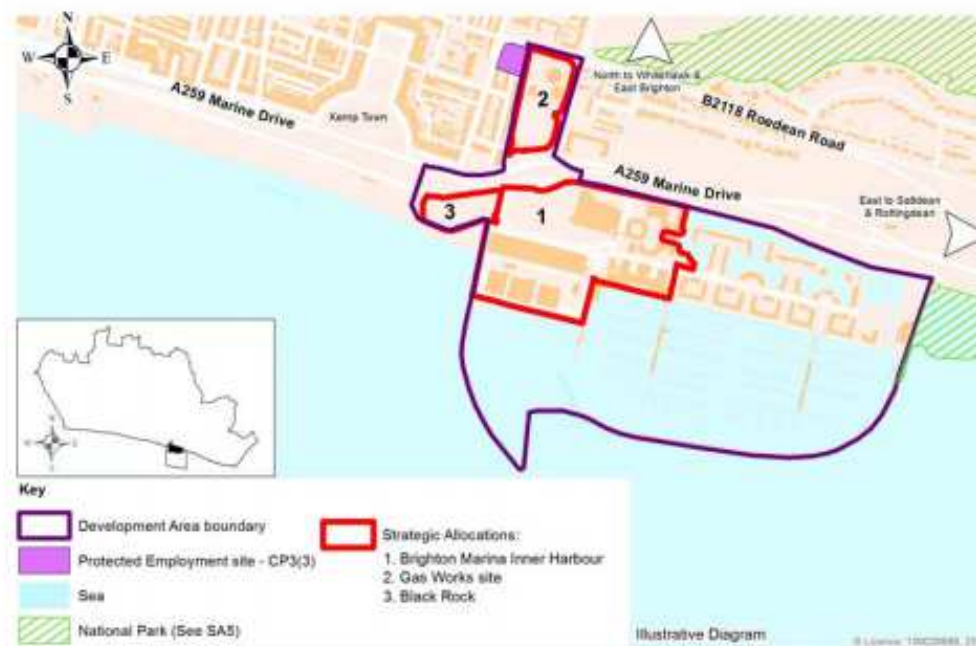 N
W E
S
North to Whitehawk &
East Brighton
2
A259 Marine Drive
Kemp Town
B2118 Roedean Road
A259 Marine Drive
East to Saltdean
& Rottingdean
3
1
Key
Development Area boundary
Protected Employment site - CP3(3)
Sea
National Park (See SA5)
Strategic Allocations:
1. Brighton Marina Inner Harbour
2. Gas Works site
3. Black Rock
Illustrative Diagram
© Licence: